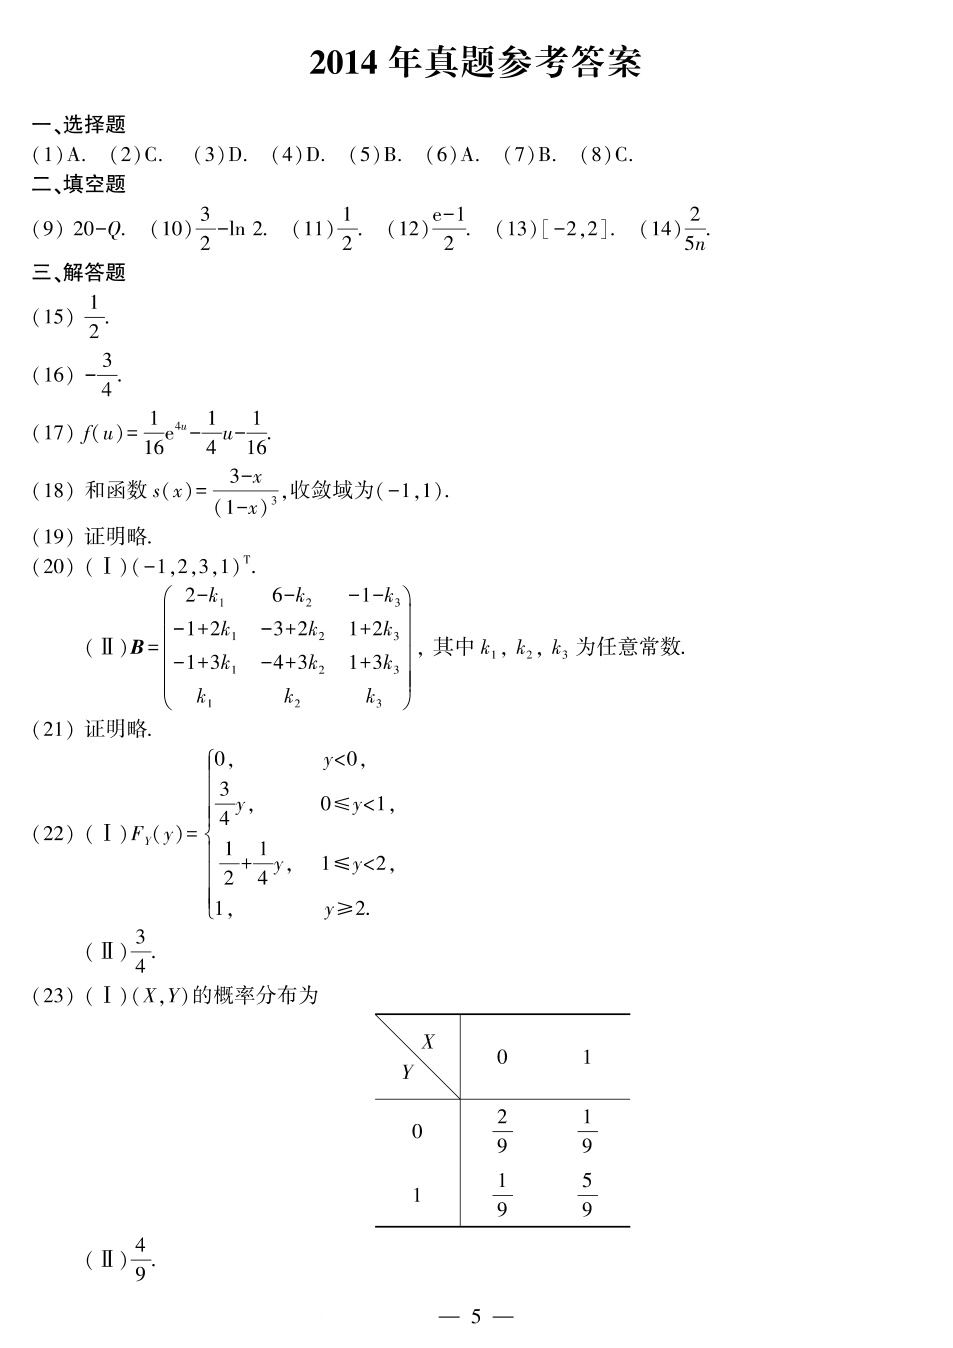 2014 年真题参考答案
一、选择题
(1)A. (2)C. (3)D. (4)D. (5)B. (6)A. (7)B. (8)C.
二、填空题
(9) 20-Q. (10) 3/2-ln 2. (11) 1/2. (12) (e-1)/2. (13)[-2,2]. (14) 2/(5n).
三、解答题
(15) 1/2.
(16) -3/4.
(17) f(u)=1/16 e^{4u}-1/4 u-1/16.
(18) 和函数 s(x)=(3-x)/(1-x)^3,收敛域为(-1,1).
(19) 证明略.
(20) (Ⅰ)(-1,2,3,1)^T.
2-k₁ 6-k₂ -1-k₃
-1+2k₁ -3+2k₂ 1+2k₃
(Ⅱ)B= , 其中 k₁, k₂, k₃ 为任意常数.
-1+3k₁ -4+3k₂ 1+3k₃
k₁ k₂ k₃
(21) 证明略.
0, y<0,
3/4 y, 0≤y<1,
(22) (Ⅰ)F_Y(y)=
1/2+1/4 y, 1≤y<2,
1, y≥2.
(Ⅱ) 3/4.
(23) (Ⅰ)(X,Y)的概率分布为
X
Y 0 1
0 2/9 1/9
1 1/9 5/9
(Ⅱ) 4/9.
— 5 —